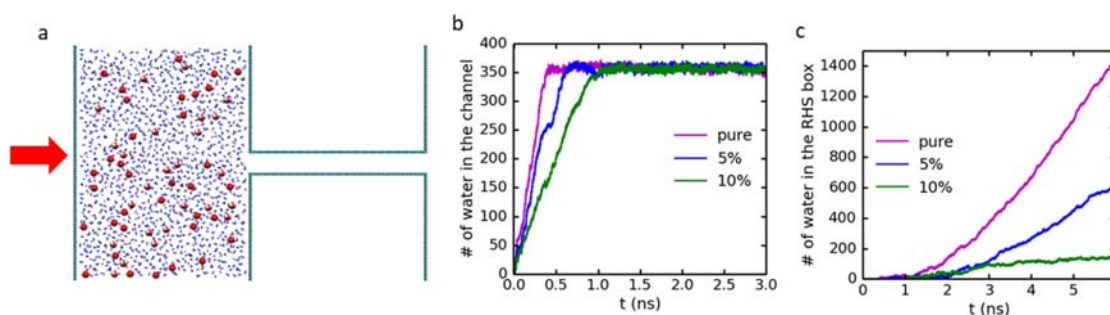 a
b
400
350
300
250
200
150
100
50
0
# of water in the channel
pure
5%
10%
0.0 0.5 1.0 1.5 2.0 2.5 3.0
t (ns)
c
1400
1200
1000
800
600
400
200
0
# of water in the RHS box
pure
5%
10%
0 1 2 3 4 5 6
t (ns)